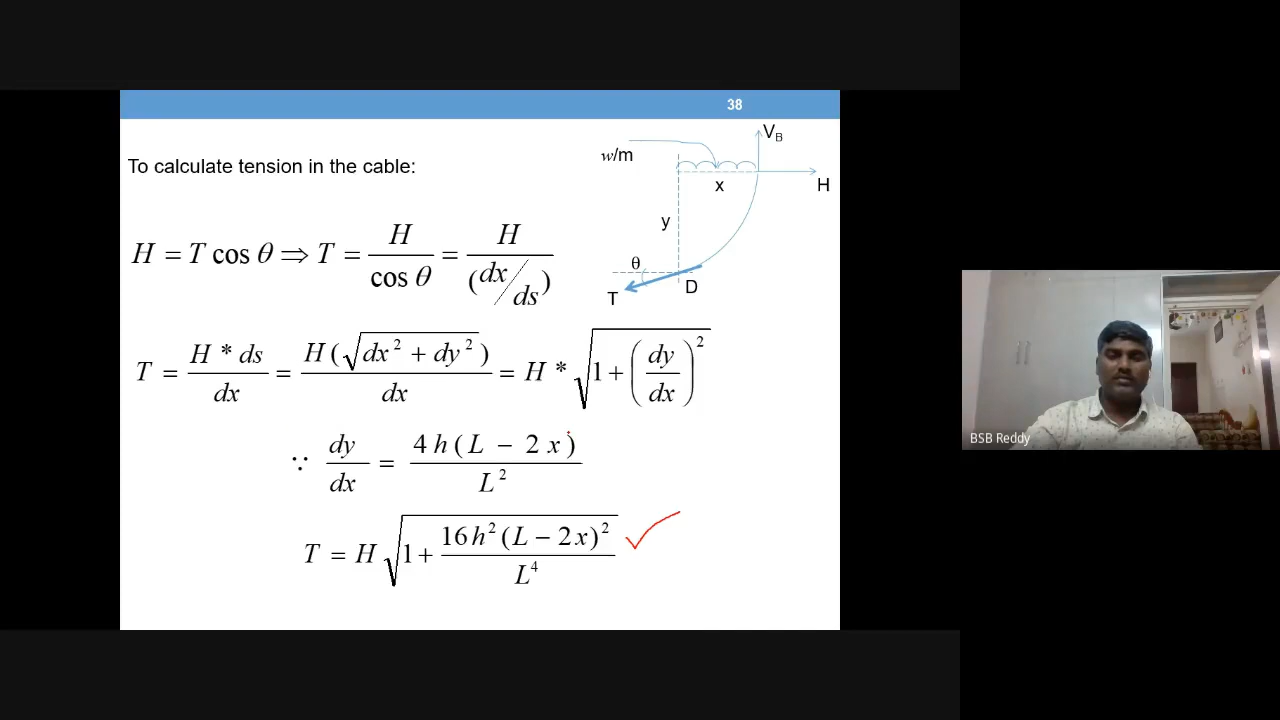 38
To calculate tension in the cable:
w/m
V_B
x
H
y
θ
D
T
H = T cos θ ⇒ T = H / cos θ = H / (dx/ds)
T = H * ds / dx = H (√(dx² + dy²)) / dx = H * √(1 + (dy/dx)²)
∵ dy/dx = 4h(L − 2x) / L²
T = H √(1 + 16h²(L − 2x)² / L⁴)
BSB Reddy